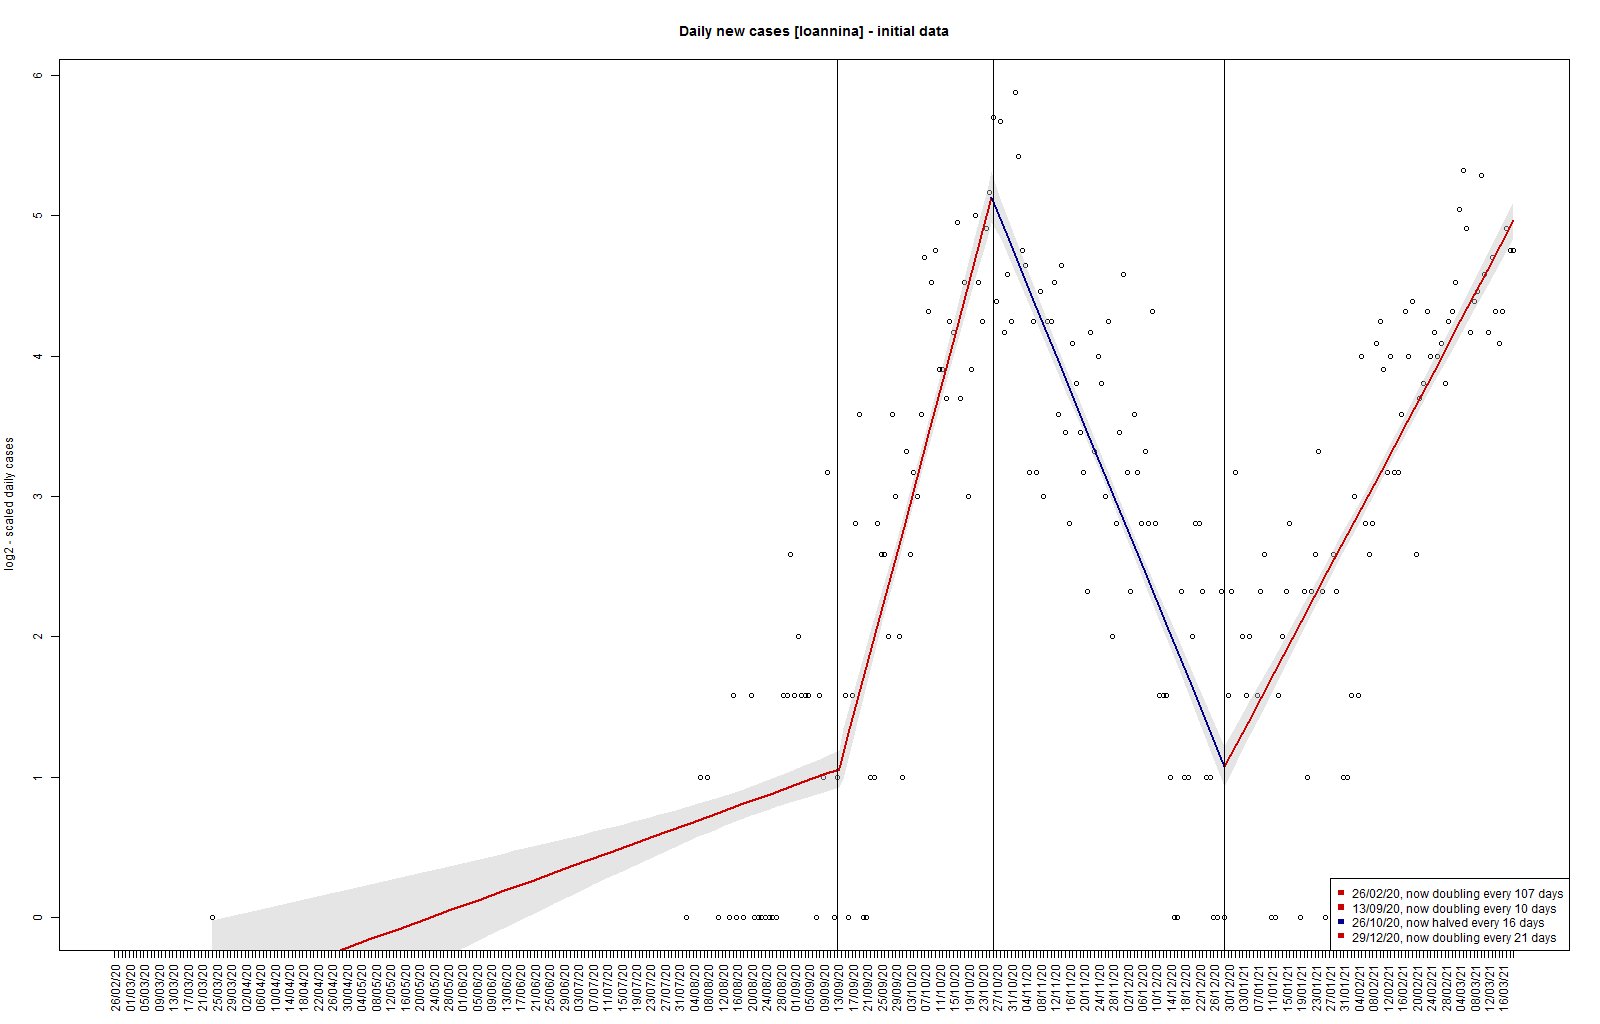 Daily new cases [Ioannina] - initial data
log2 - scaled daily cases
6
5
4
3
2
1
0
26/02/20, now doubling every 107 days
13/09/20, now doubling every 10 days
26/10/20, now halved every 16 days
29/12/20, now doubling every 21 days
26/02/20 01/03/20 05/03/20 09/03/20 13/03/20 17/03/20 21/03/20 25/03/20 29/03/20 02/04/20 06/04/20 10/04/20 14/04/20 18/04/20 22/04/20 26/04/20 30/04/20 04/05/20 08/05/20 12/05/20 16/05/20 20/05/20 24/05/20 28/05/20 01/06/20 05/06/20 09/06/20 13/06/20 17/06/20 21/06/20 25/06/20 29/06/20 03/07/20 07/07/20 11/07/20 15/07/20 19/07/20 23/07/20 27/07/20 31/07/20 04/08/20 08/08/20 12/08/20 16/08/20 20/08/20 24/08/20 28/08/20 01/09/20 05/09/20 09/09/20 13/09/20 17/09/20 21/09/20 25/09/20 29/09/20 03/10/20 07/10/20 11/10/20 15/10/20 19/10/20 23/10/20 27/10/20 31/10/20 04/11/20 08/11/20 12/11/20 16/11/20 20/11/20 24/11/20 28/11/20 02/12/20 06/12/20 10/12/20 14/12/20 18/12/20 22/12/20 26/12/20 30/12/20 03/01/21 07/01/21 11/01/21 15/01/21 19/01/21 23/01/21 27/01/21 31/01/21 04/02/21 08/02/21 12/02/21 16/02/21 20/02/21 24/02/21 28/02/21 04/03/21 08/03/21 12/03/21 16/03/21